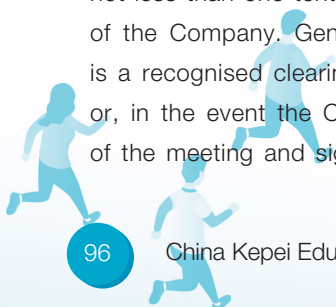 of the Company. Gen
is a recognised clearin
or, in the event the C
of the meeting and sig
96 China Kepei Edu